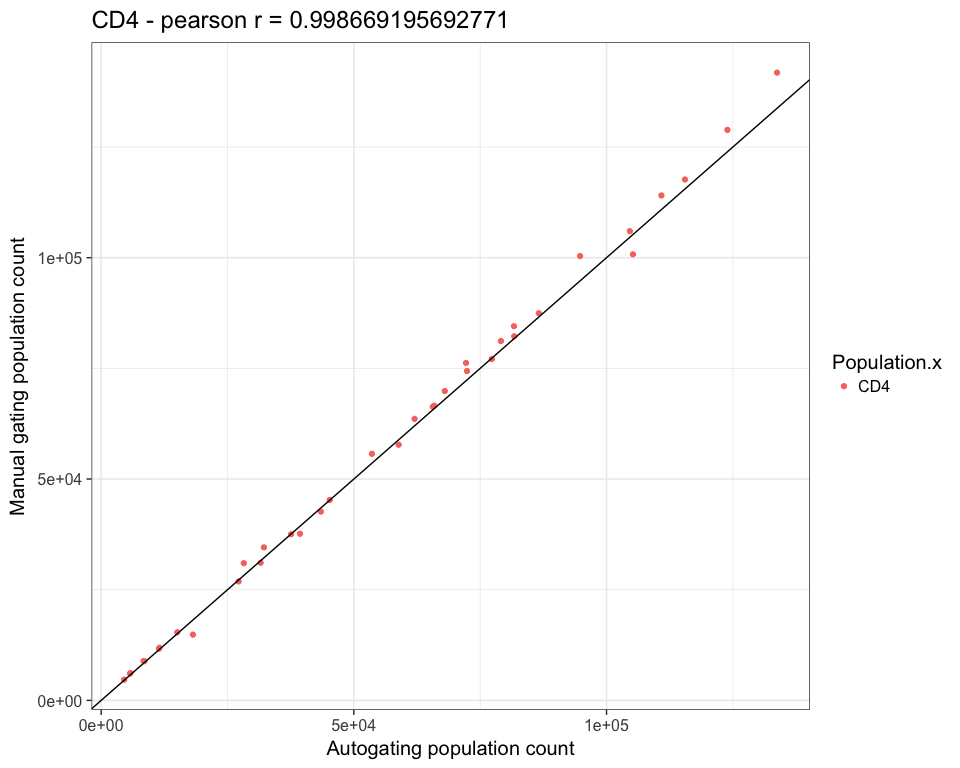 CD4 - pearson r = 0.998669195692771
Manual gating population count
1e+05
5e+04
0e+00
0e+00
5e+04
1e+05
Autogating population count
Population.x
CD4